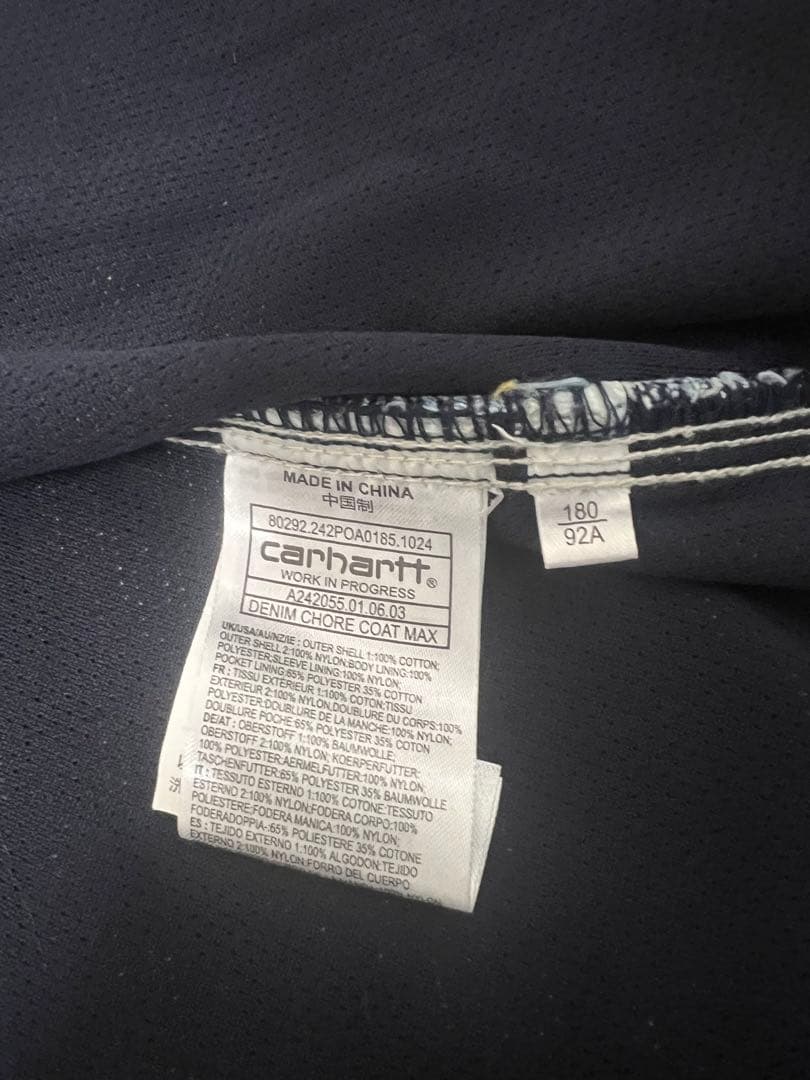 MADE IN CHINA
中国制
80292.242POA0185.1024
carhartt®
WORK IN PROGRESS
A242055.01.06.03
DENIM CHORE COAT MAX
UK/USA/AU/NZ/IE : OUTER SHELL 1:100% COTTON;
OUTER SHELL 2:100% NYLON;BODY LINING:100%
POLYESTER;SLEEVE LINING:100% NYLON;
POCKET LINING:65% POLYESTER 35% COTTON
FR : TISSU EXTERIEUR 1:100% COTON;TISSU
EXTERIEUR 2:100% NYLON,DOUBLURE DU CORPS:100%
POLYESTER;DOUBLURE DE LA MANCHE:100% NYLON;
DOUBLURE POCHE 65% POLYESTER 35% COTON
DE/AT : OBERSTOFF 1:100% BAUMWOLLE;
OBERSTOFF 2:100% NYLON; KOERPERFUTTER:
100% POLYESTER;AERMELFUTTER:100% NYLON;
TASCHENFUTTER:65% POLYESTER 35% BAUMWOLLE
IT : TESSUTO ESTERNO 1:100% COTONE;TESSUTO
ESTERNO 2:100% NYLON;FODERA CORPO:100%
POLIESTERE;FODERA MANICA:100% NYLON;
FODERADOPPIA-:65% POLIESTERE 35% COTONE
ES : TEJIDO EXTERNO 1:100% ALGODON;TEJIDO
EXTERNO 2:100% NYLON;FORRO DEL CUERPO
180
92A